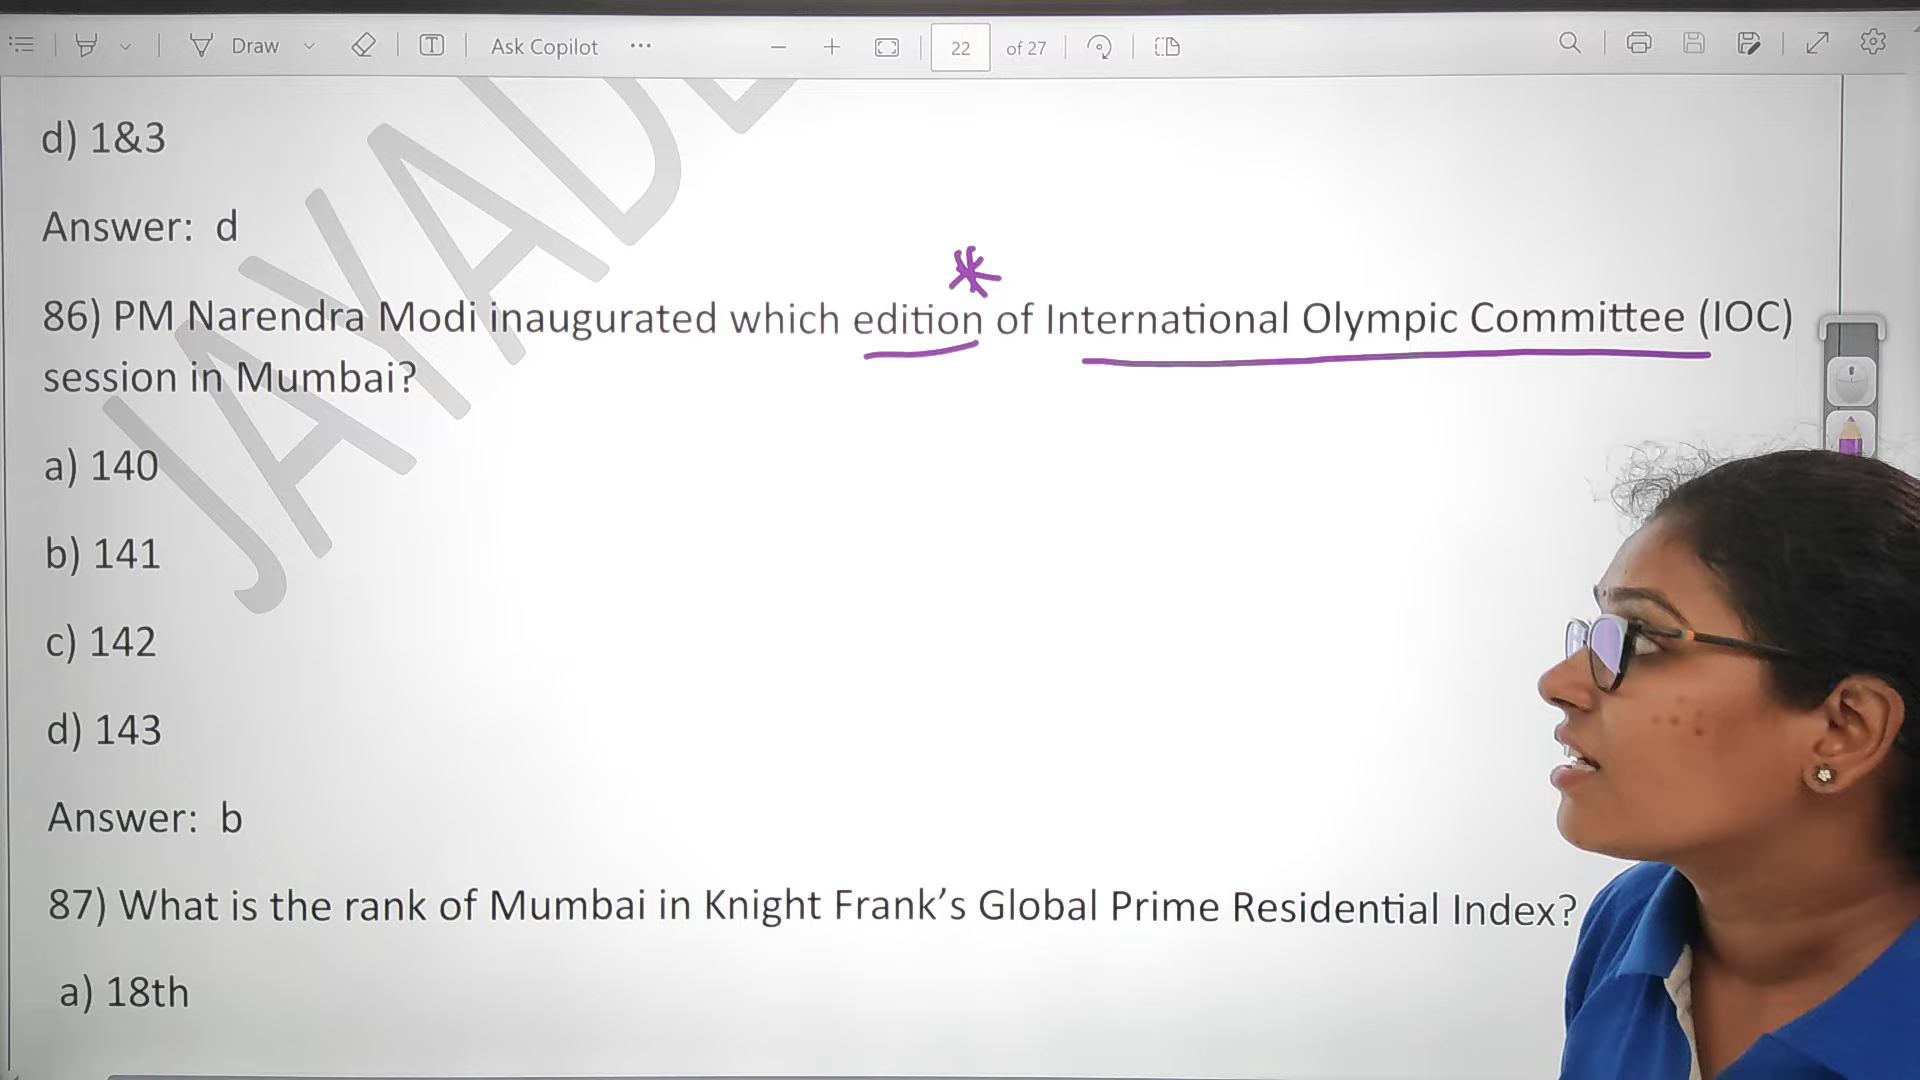 Draw
Ask Copilot
22 of 27
d) 1&3
Answer: d
86) PM Narendra Modi inaugurated which edition of International Olympic Committee (IOC)
session in Mumbai?
a) 140
b) 141
c) 142
d) 143
Answer: b
87) What is the rank of Mumbai in Knight Frank’s Global Prime Residential Index?
a) 18th